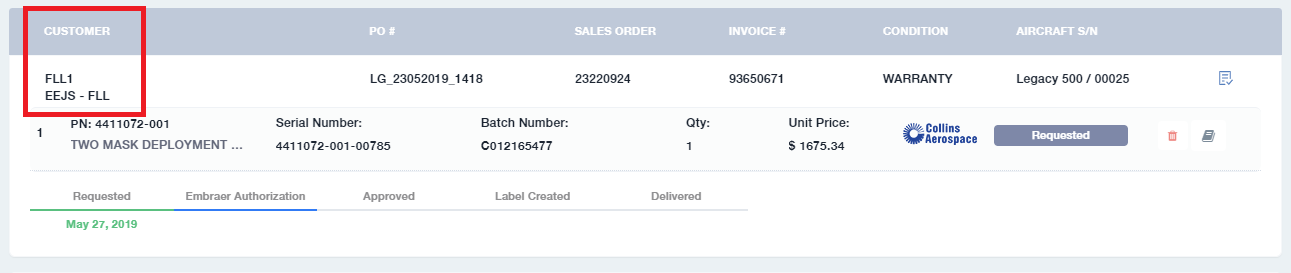 CUSTOMER PO # SALES ORDER INVOICE # CONDITION AIRCRAFT S/N
FLL1 LG_23052019_1418 23220924 93650671 WARRANTY Legacy 500 / 00025
EEJS - FLL
1 PN: 4411072-001 Serial Number: Batch Number: Qty: Unit Price:
TWO MASK DEPLOYMENT ... 4411072-001-00785 C012165477 1 $ 1675.34
Collins
Aerospace
Requested
Requested Embraer Authorization Approved Label Created Delivered
May 27, 2019